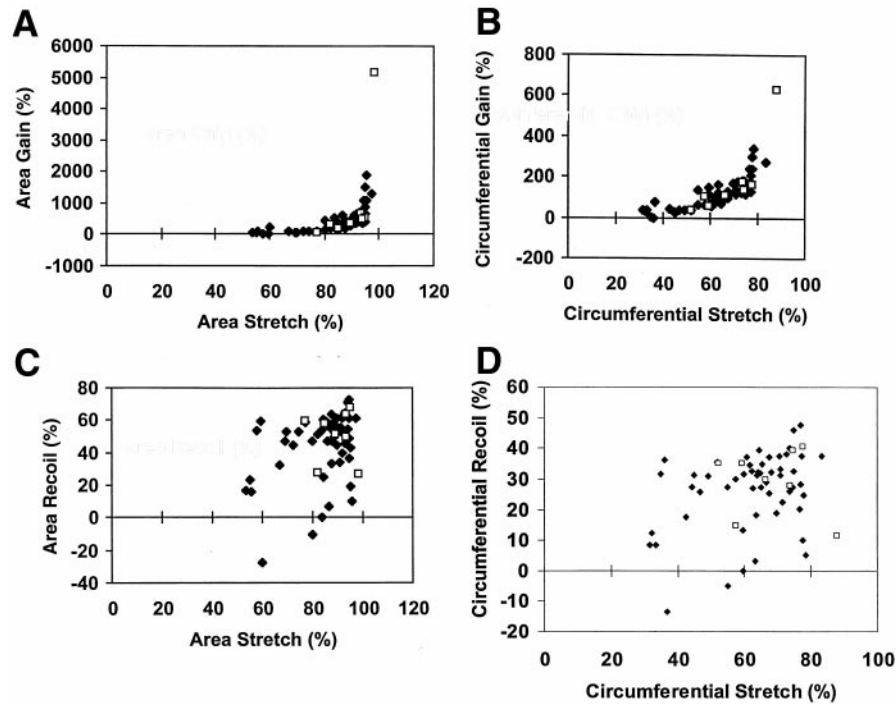 A
6000
5000
4000
3000
2000
1000
0
-1000
Area Gain (%)
0 20 40 60 80 100 120
Area Stretch (%)
B
800
600
400
200
0
-200
Circumferential Gain (%)
0 20 40 60 80 100
Circumferential Stretch (%)
C
80
60
40
20
0
-20
-40
Area Recoil (%)
0 20 40 60 80 100 120
Area Stretch (%)
D
60
50
40
30
20
10
0
-10
-20
Circumferential Recoil (%)
0 20 40 60 80 100
Circumferential Stretch (%)